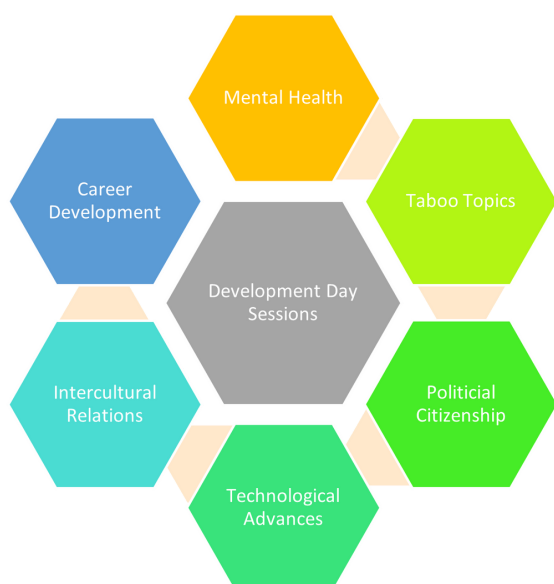 Mental Health
Career
Development
Taboo Topics
Development Day
Sessions
Intercultural
Relations
Politicial
Citizenship
Technological
Advances